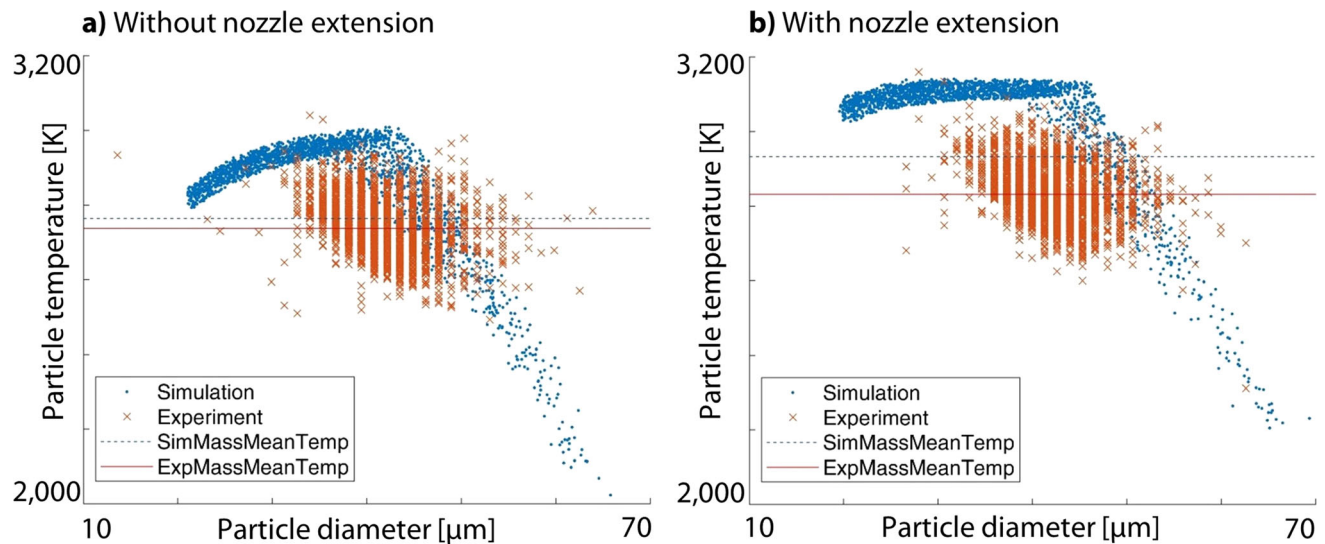 a) Without nozzle extension
3,200
Particle temperature [K]
Simulation
Experiment
SimMassMeanTemp
ExpMassMeanTemp
2,000
10
Particle diameter [µm]
70
b) With nozzle extension
3,200
Particle temperature [K]
Simulation
Experiment
SimMassMeanTemp
ExpMassMeanTemp
2,000
10
Particle diameter [µm]
70